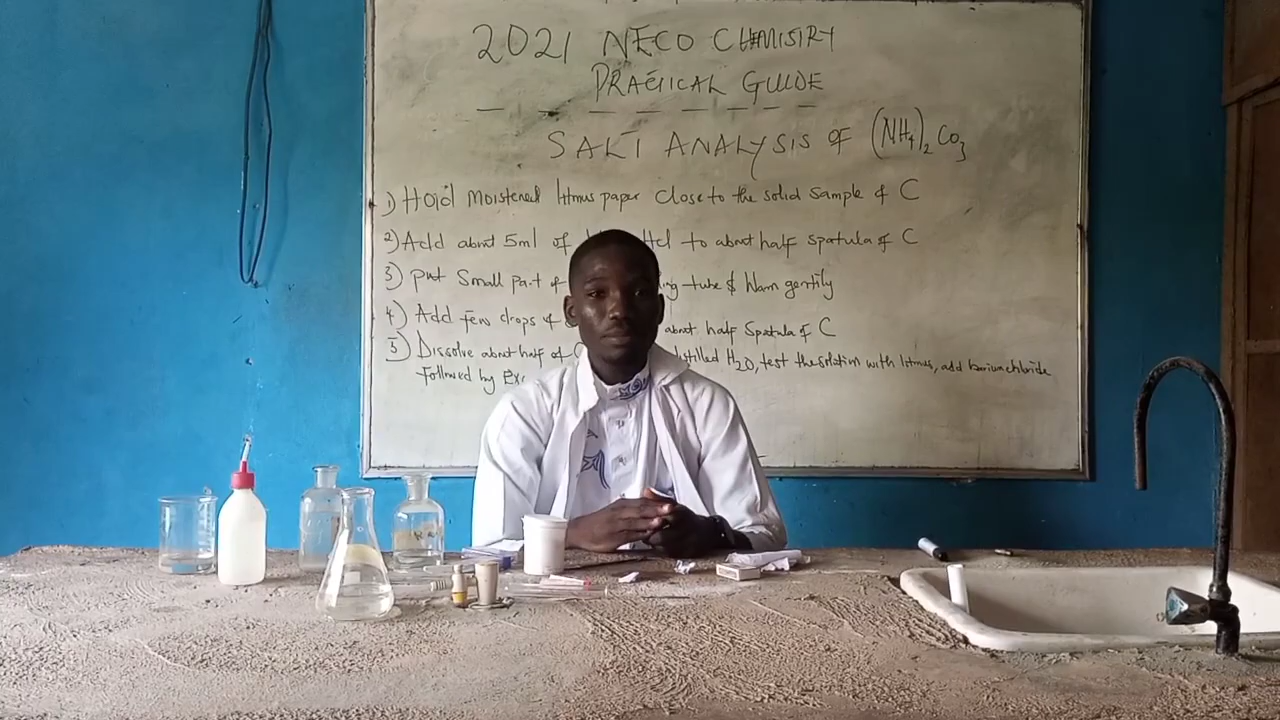 2021 NECO CHEMISTRY
PRACTICAL GUIDE
SALT ANALYSIS OF (NH4)2 CO3
1) Hold moistened litmus paper close to the solid sample of C
2) Add about 5ml of HCl to about half spatula of C
3) put small part of tube & Warm gently
4) Add few drops of about half spatula of C
5) Dissolve about half of H2O, test the solution with litmus, add barium chloride
followed by